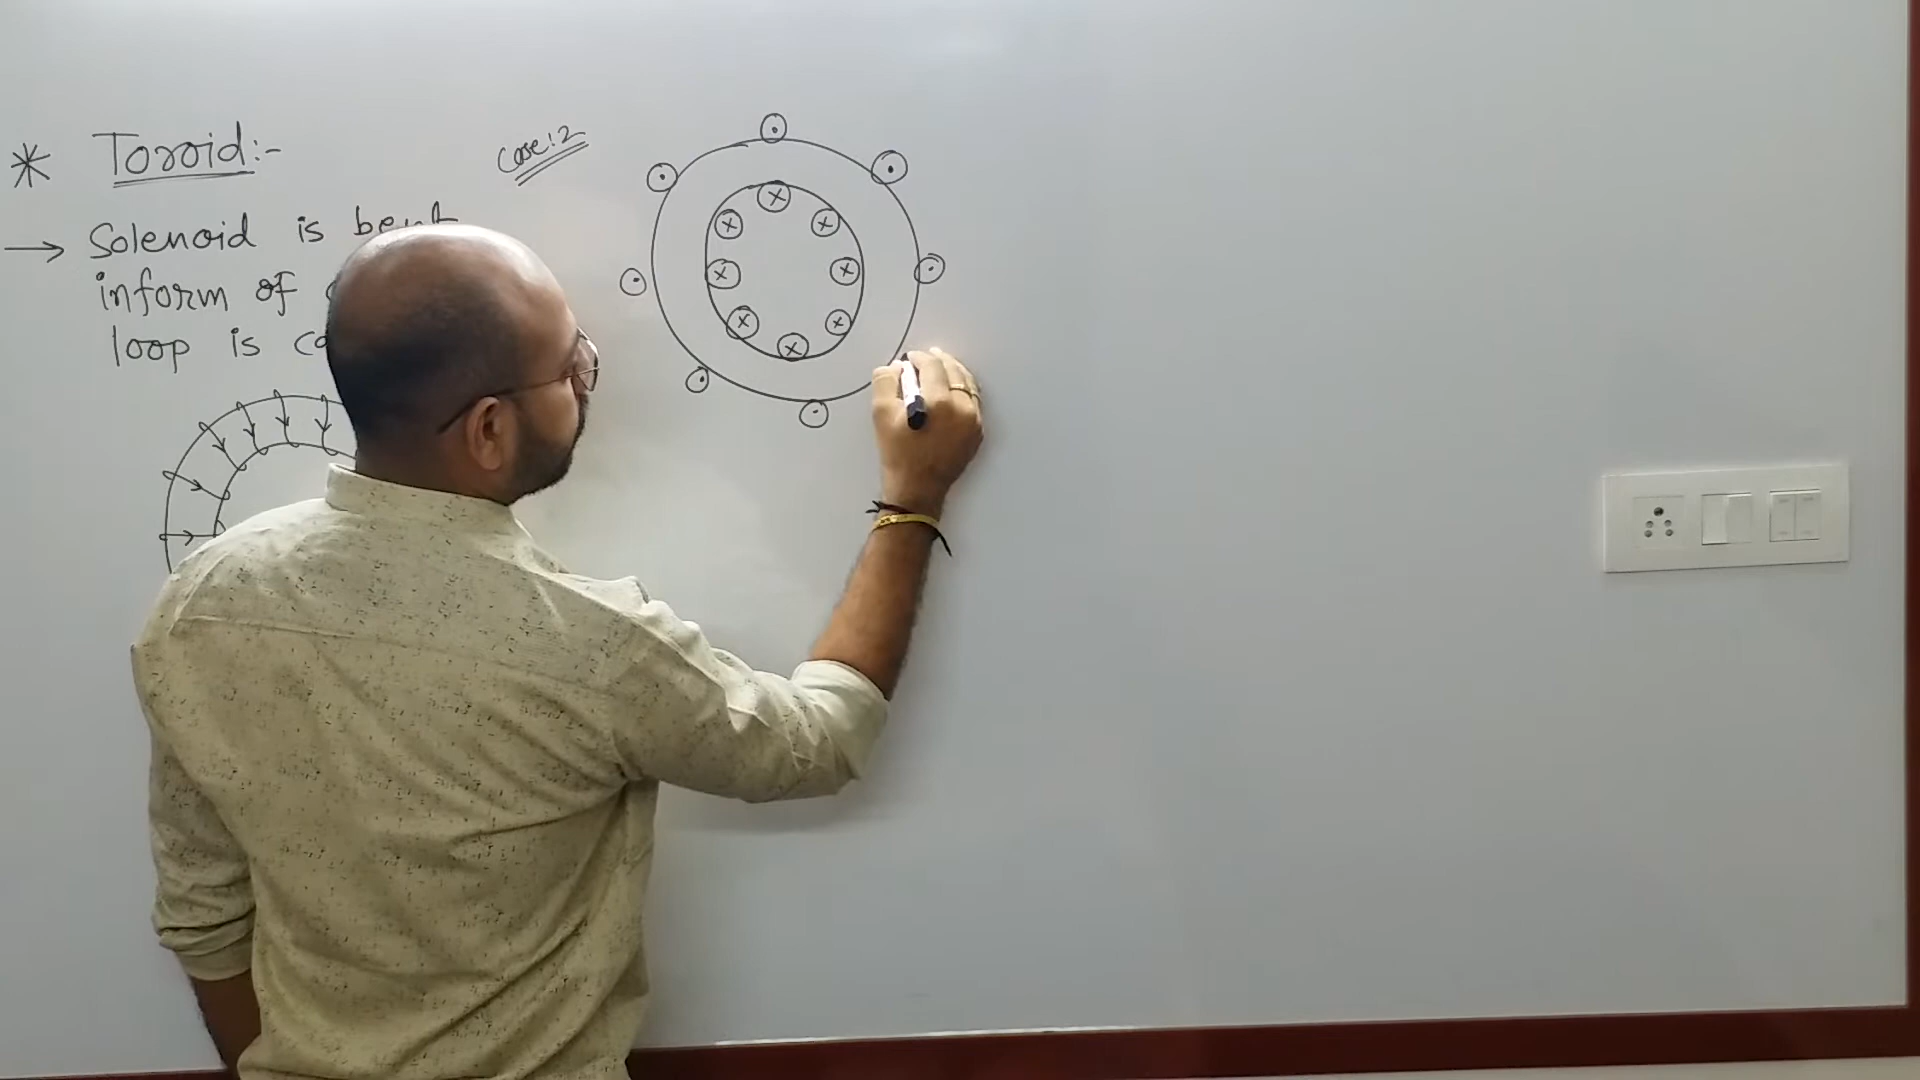 * Toroid:-
→ Solenoid is bent
inform of
loop is
Case:2